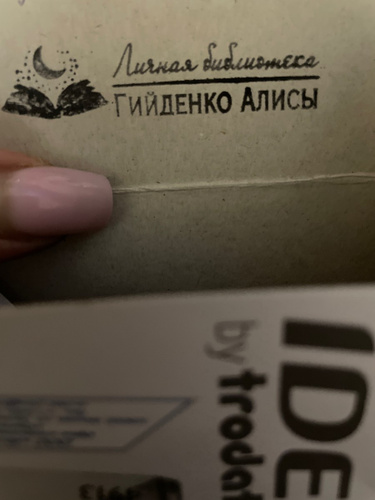 Личная библиотека
Гийденко Алисы
IDE
by trodat